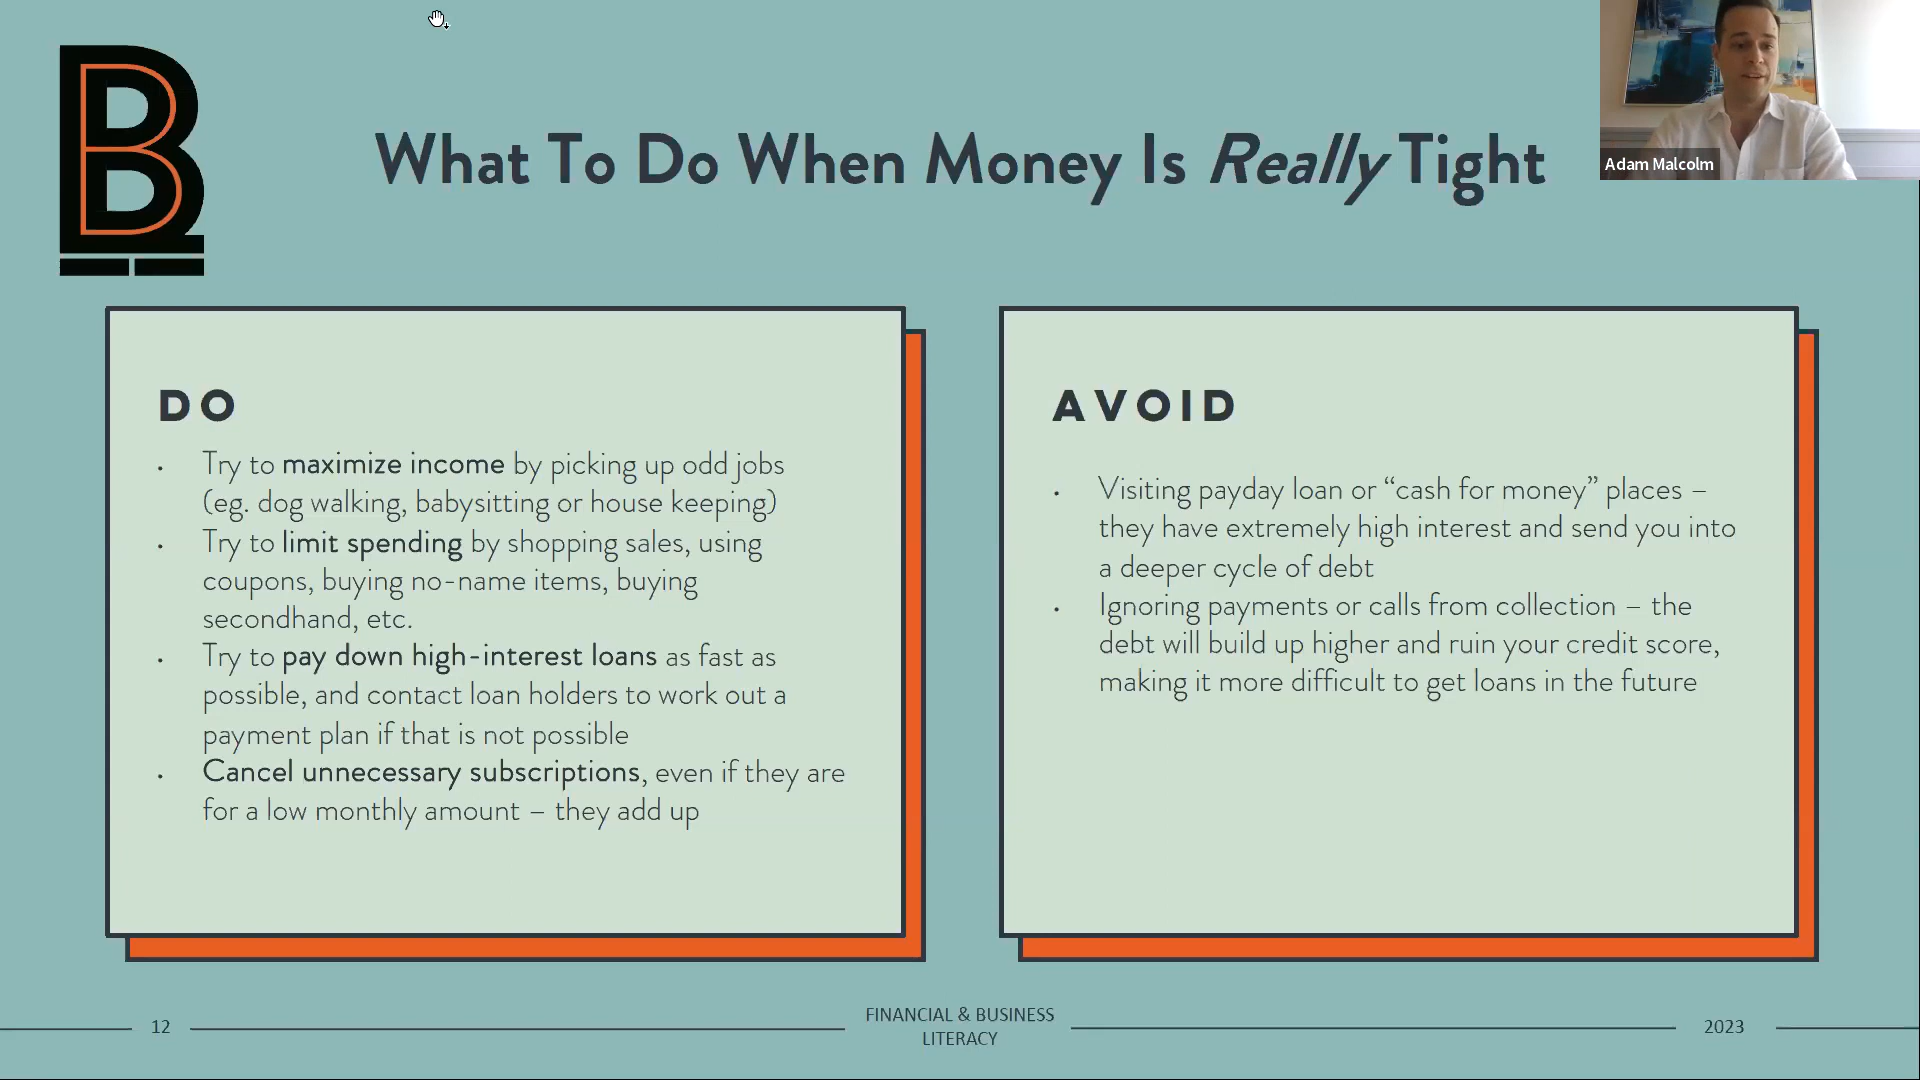 B
What To Do When Money Is Really Tight
Adam Malcolm
DO
• Try to maximize income by picking up odd jobs
(eg. dog walking, babysitting or house keeping)
• Try to limit spending by shopping sales, using
coupons, buying no-name items, buying
secondhand, etc.
• Try to pay down high-interest loans as fast as
possible, and contact loan holders to work out a
payment plan if that is not possible
• Cancel unnecessary subscriptions, even if they are
for a low monthly amount – they add up
AVOID
• Visiting payday loan or “cash for money” places –
they have extremely high interest and send you into
a deeper cycle of debt
• Ignoring payments or calls from collection – the
debt will build up higher and ruin your credit score,
making it more difficult to get loans in the future
12
FINANCIAL & BUSINESS
LITERACY
2023